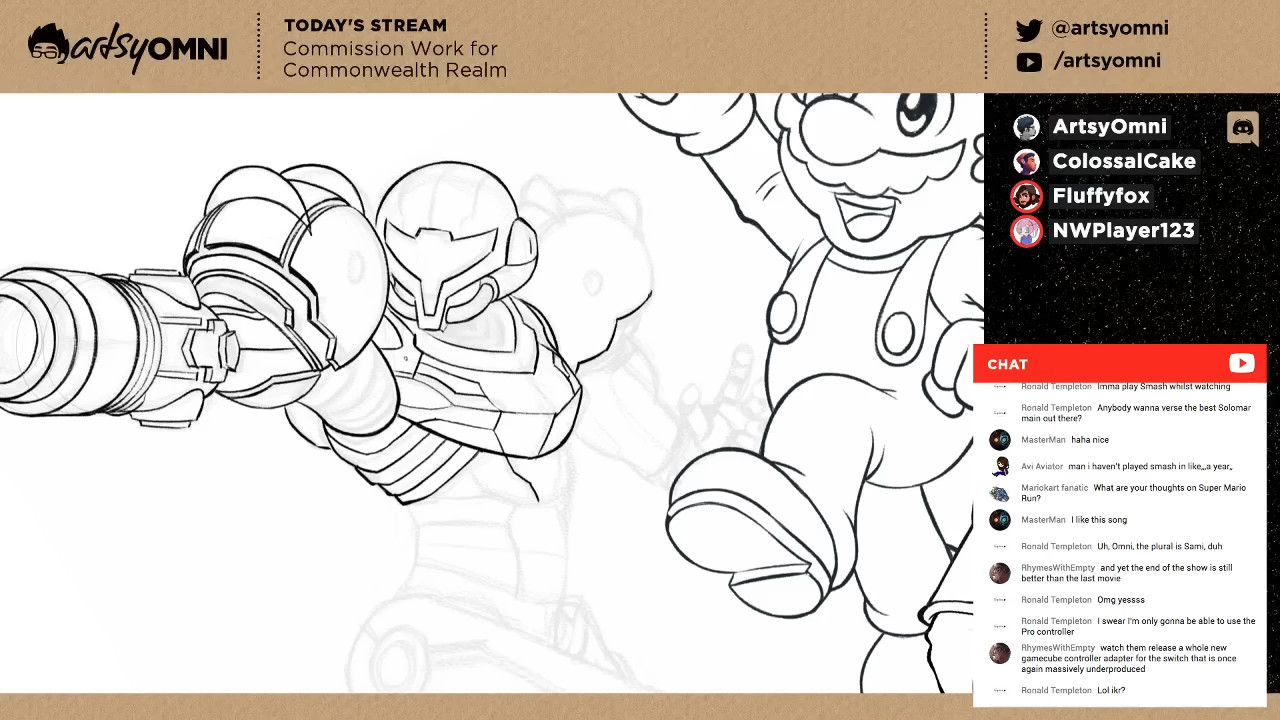 artsyOMNI
TODAY'S STREAM
Commission Work for
Commonwealth Realm
@artsyomni
/artsyomni
ArtsyOmni
ColossalCake
Fluffyfox
NWPlayer123
CHAT
Ronald Templeton Imma play Smash whilst watching
Ronald Templeton Anybody wanna verse the best Solomar
main out there?
MasterMan haha nice
Avi Aviator man i haven't played smash in like,,,a year,,
Mariokart fanatic What are your thoughts on Super Mario
Run?
MasterMan I like this song
Ronald Templeton Uh, Omni, the plural is Sami, duh
RhymesWithEmpty and yet the end of the show is still
better than the last movie
Ronald Templeton Omg yessss
Ronald Templeton I swear I'm only gonna be able to use the
Pro controller
RhymesWithEmpty watch them release a whole new
gamecube controller adapter for the switch that is once
again massively underproduced
Ronald Templeton Lol ikr?